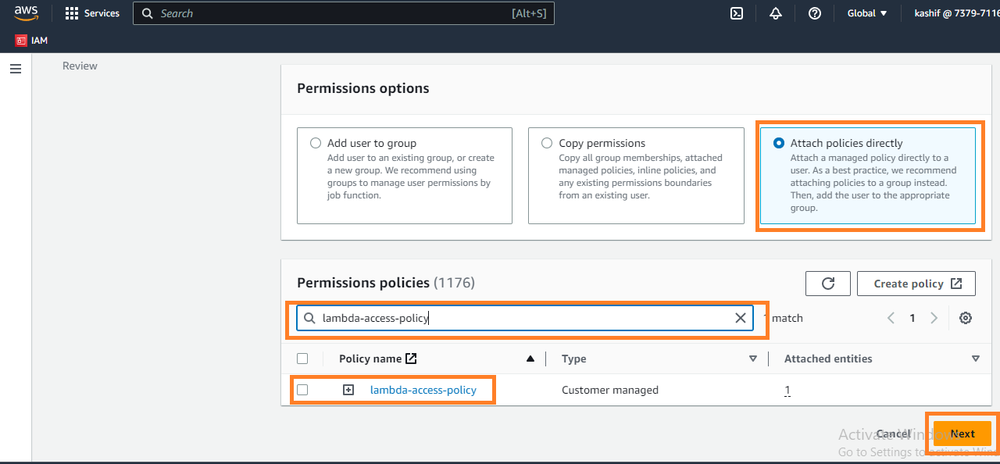 aws
Services
Search
[Alt+S]
Global
kashif @ 7379-7116
IAM
Review
Permissions options
Add user to group
Add user to an existing group, or create
a new group. We recommend using
groups to manage user permissions by
job function.
Copy permissions
Copy all group memberships, attached
managed policies, inline policies, and
any existing permissions boundaries
from an existing user.
Attach policies directly
Attach a managed policy directly to a
user. As a best practice, we recommend
attaching policies to a group instead.
Then, add the user to the appropriate
group.
Permissions policies (1176)
Create policy
lambda-access-policy
1 match
1
Policy name
Type
Attached entities
lambda-access-policy
Customer managed
1
Cancel
Next
Activate Windows
Go to Settings to activate Win